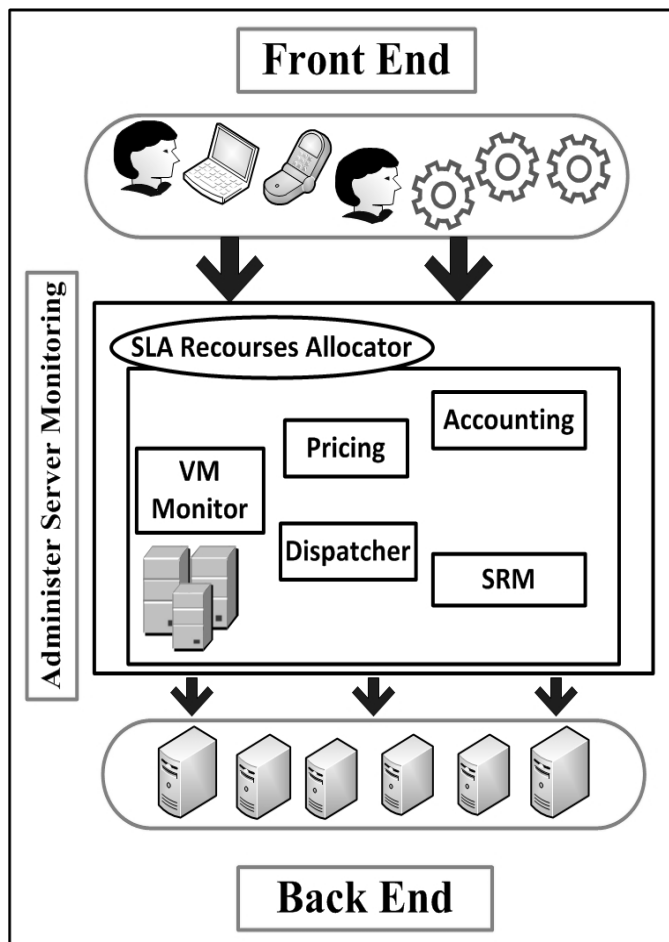 Front End
Administer Server Monitoring
SLA Recourses Allocator
Accounting
Pricing
VM
Monitor
Dispatcher
SRM
Back End